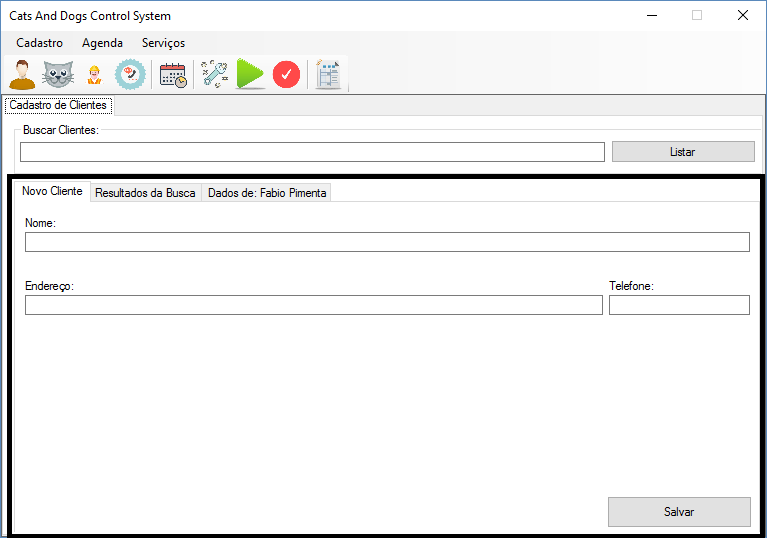 Cats And Dogs Control System
Cadastro Agenda Serviços
Cadastro de Clientes
Buscar Clientes:
Listar
Novo Cliente Resultados da Busca Dados de: Fabio Pimenta
Nome:
Endereço: Telefone:
Salvar